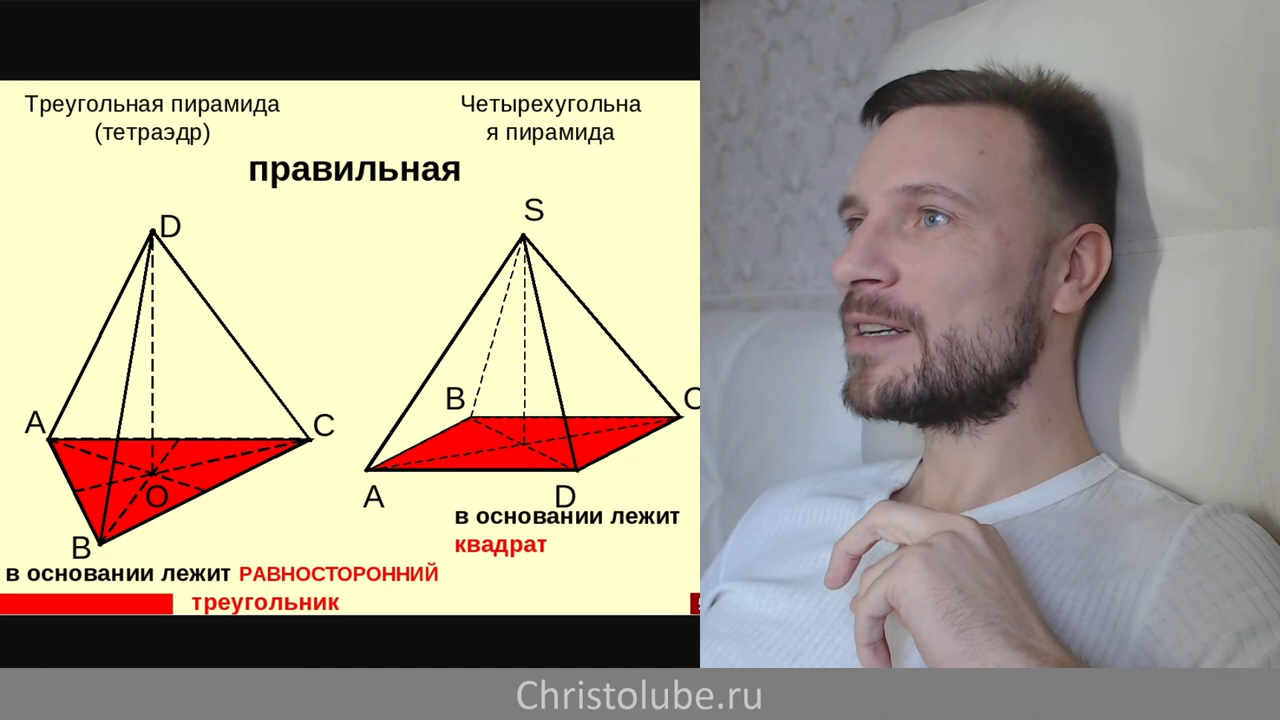 Треугольная пирамида
(тетраэдр)
Четырехугольна
я пирамида
правильная
D
A
C
O
B
S
B
C
A
D
в основании лежит
квадрат
в основании лежит РАВНОСТОРОННИЙ
треугольник
Christolube.ru